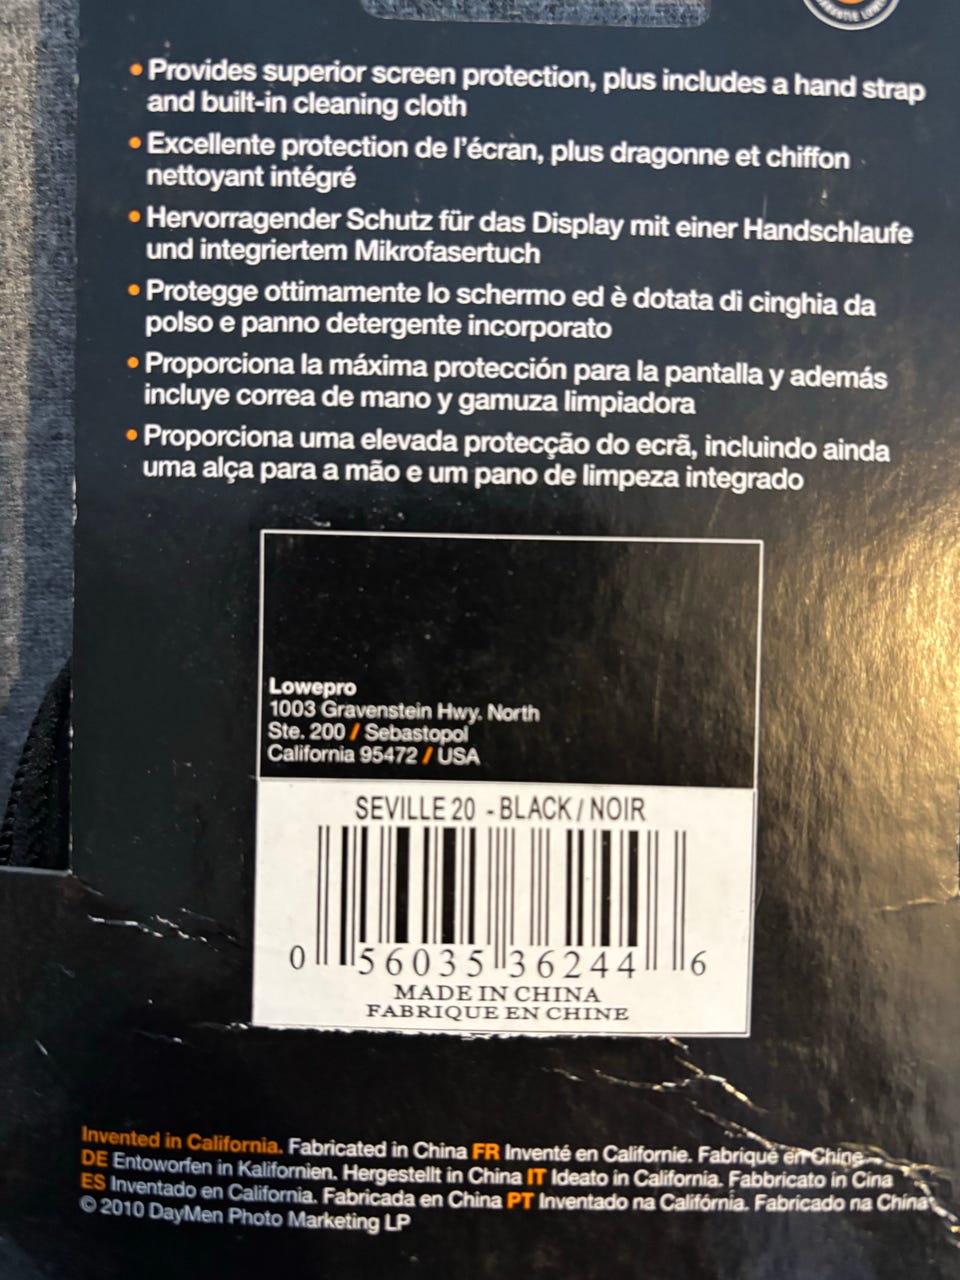 GARANTIE LOWE
• Provides superior screen protection, plus includes a hand strap
and built-in cleaning cloth
• Excellente protection de l'écran, plus dragonne et chiffon
nettoyant intégré
• Hervorragender Schutz für das Display mit einer Handschlaufe
und integriertem Mikrofasertuch
• Protegge ottimamente lo schermo ed è dotata di cinghia da
polso e panno detergente incorporato
• Proporciona la máxima protección para la pantalla y además
incluye correa de mano y gamuza limpiadora
• Proporciona uma elevada protecção do ecrã, incluindo ainda
uma alça para a mão e um pano de limpeza integrado
Lowepro
1003 Gravenstein Hwy. North
Ste. 200 / Sebastopol
California 95472 / USA
SEVILLE 20 - BLACK / NOIR
0 56035 36244 6
MADE IN CHINA
FABRIQUE EN CHINE
Invented in California. Fabricated in China FR Inventé en Californie. Fabriqué en Chine
DE Entoworfen in Kalifornien. Hergestellt in China IT Ideato in California. Fabbricato in Cina
ES Inventado en California. Fabricada en China PT Inventado na Califórnia. Fabricado na China
© 2010 DayMen Photo Marketing LP